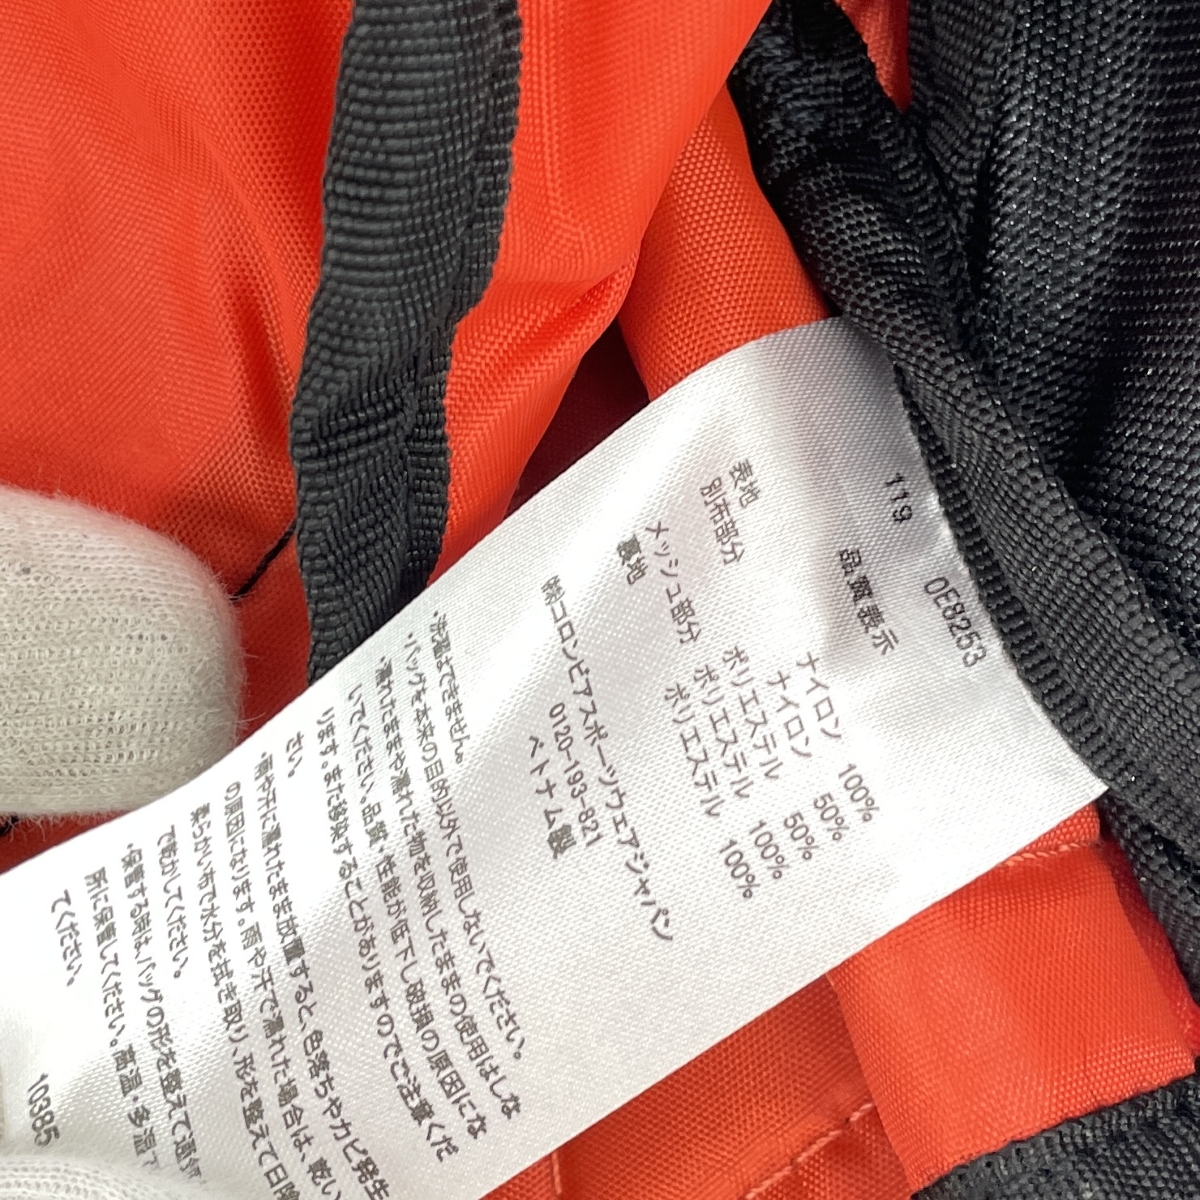 119 OE8253
品質表示
表地 ナイロン 100%
別布部分 ナイロン 50%
ポリエステル 50%
メッシュ部分 ポリエステル 100%
裏地 ポリエステル 100%
㈱コロンビアスポーツウェアジャパン
0120-193-821
ベトナム製
・洗濯はできません。
・バッグを本来の目的以外で使用しないでください。
・濡れたままや濡れた物を収納したままの使用はしな
いでください。品質・性能が低下し破損の原因にな
ります。また移染することがありますのでご注意くだ
さい。
・雨や汗に濡れたまま放置すると、色落ちやカビ発生
の原因になります。雨や汗で濡れた場合は、乾い
柔らかい布で水分を拭き取り、形を整えて日陰
で乾かしてください。
・保管する時は、バッグの形を整えて通気
所に保管してください。高温・多湿
てください。
10385